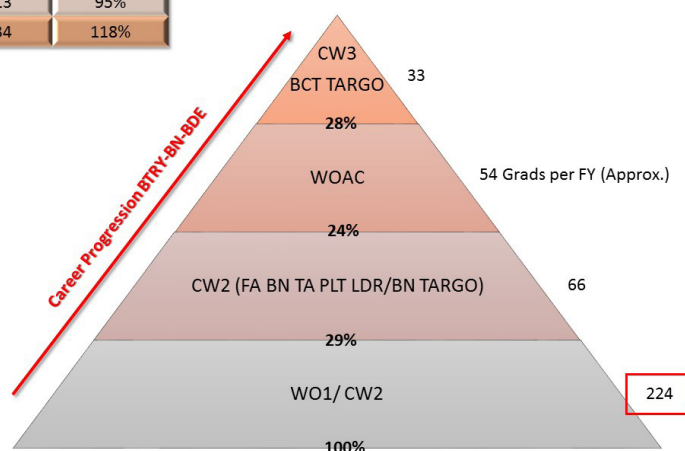 95%
118%
CW3
BCT TARGO
33
28%
Career Progression BTRY-BN-BDE
WOAC
54 Grads per FY (Approx.)
24%
CW2 (FA BN TA PLT LDR/BN TARGO)
66
29%
WO1/ CW2
224
100%